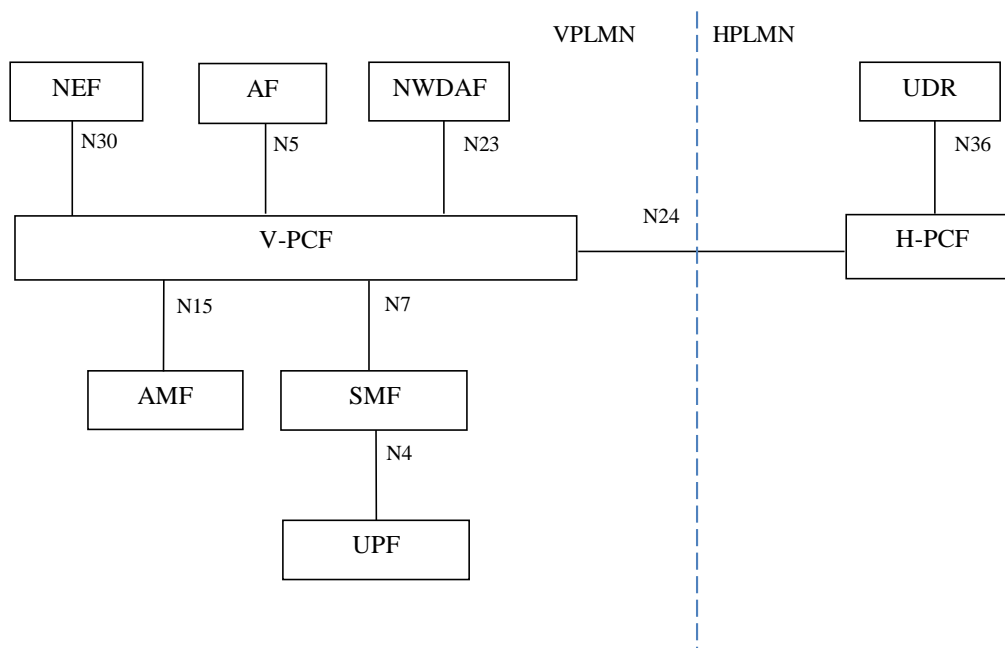 VPLMN
HPLMN
NEF
AF
NWDAF
UDR
N30
N5
N23
N36
N24
V-PCF
H-PCF
N15
N7
AMF
SMF
N4
UPF